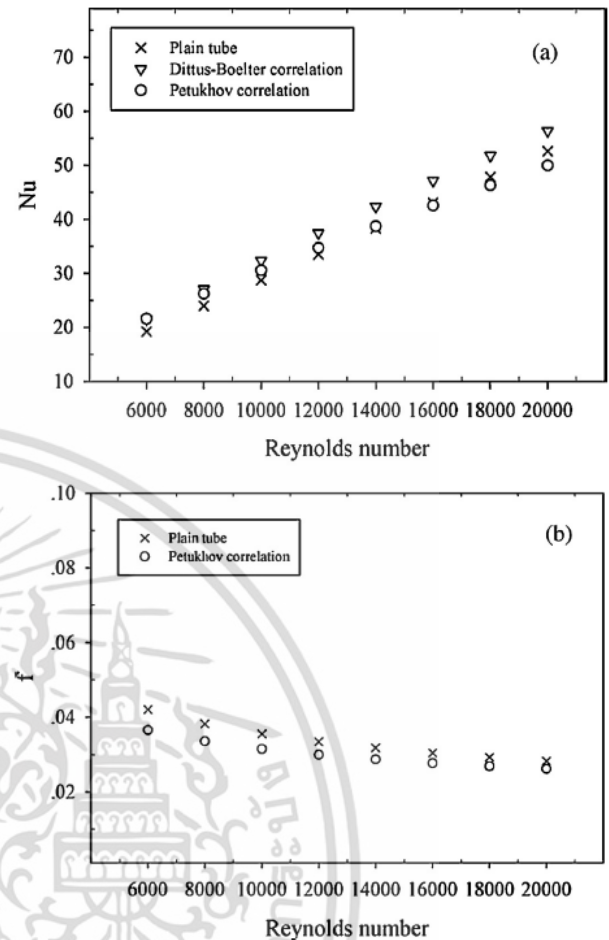 (a)
× Plain tube
▽ Dittus-Boelter correlation
○ Petukhov correlation
70
60
50
40
30
20
10
Nu
6000 8000 10000 12000 14000 16000 18000 20000
Reynolds number
(b)
× Plain tube
○ Petukhov correlation
.10
.08
.06
.04
.02
f
6000 8000 10000 12000 14000 16000 18000 20000
Reynolds number